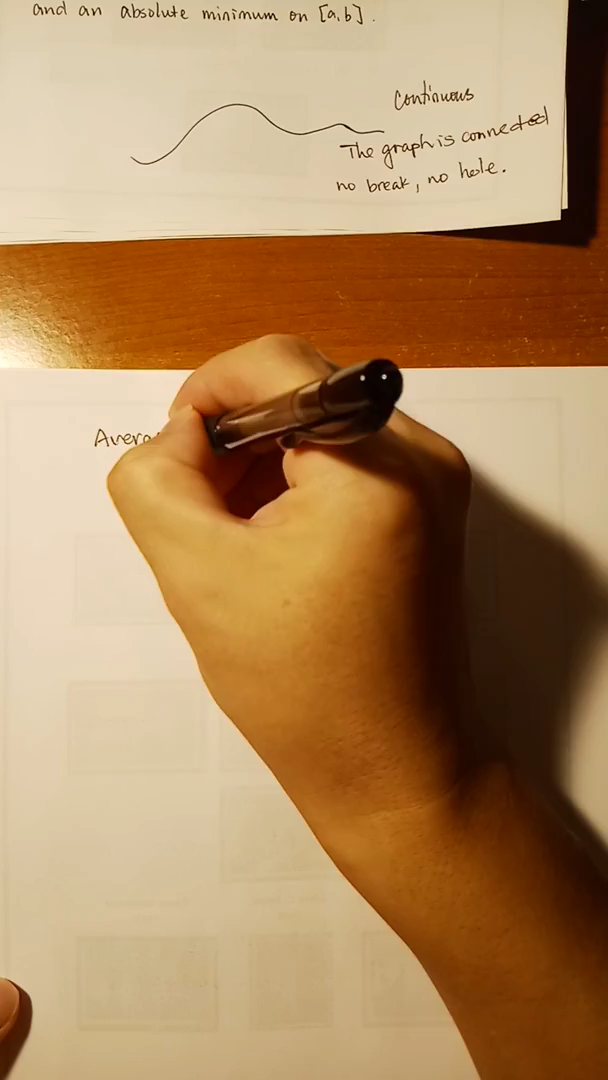 and an absolute minimum on [a,b].
Continuous
The graph is connected
no break, no hole.